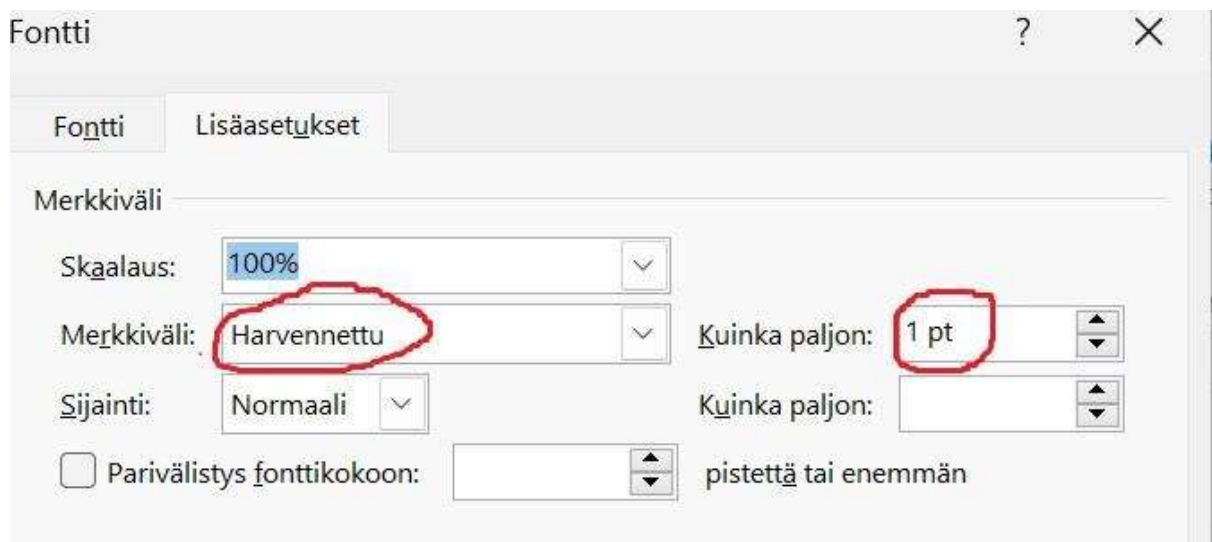 Fontti ?
Fontti Lisäasetukset
Merkkiväli
Skaalaus: 100%
Merkkiväli: Harvennettu Kuinka paljon: 1 pt
Sijainti: Normaali Kuinka paljon:
Parivälistys fonttikokoon: pistettä tai enemmän